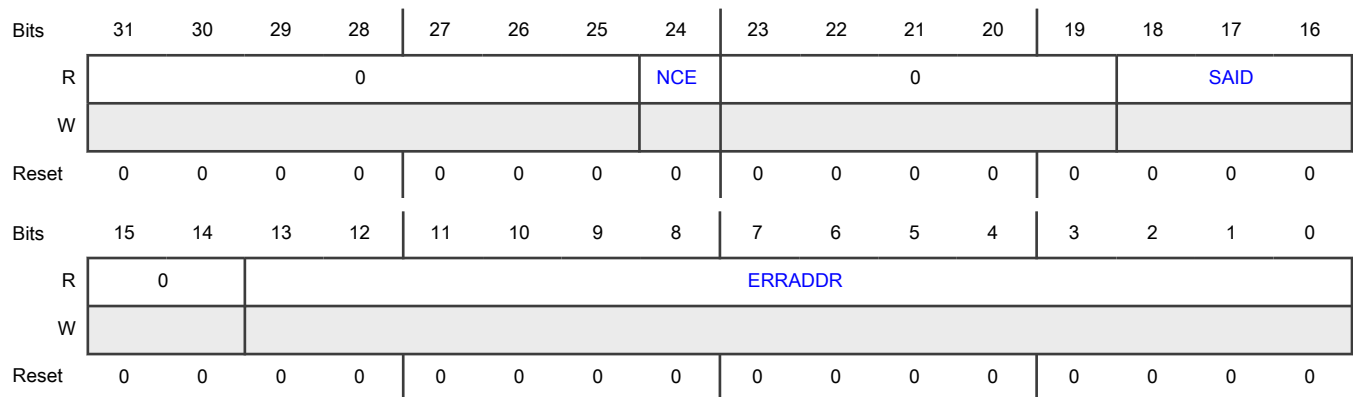 Bits 31 30 29 28 27 26 25 24 23 22 21 20 19 18 17 16
R 0 NCE 0 SAID
W
Reset 0 0 0 0 0 0 0 0 0 0 0 0 0 0 0 0
Bits 15 14 13 12 11 10 9 8 7 6 5 4 3 2 1 0
R 0 ERRADDR
W
Reset 0 0 0 0 0 0 0 0 0 0 0 0 0 0 0 0